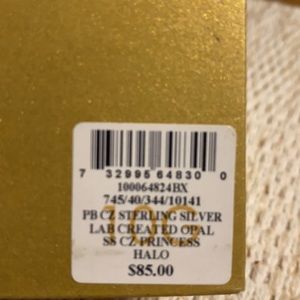 7 32995 64830 0
100064824BX
745/40/344/10141
PB CZ STERLING SILVER
LAB CREATED OPAL
SS CZ PRINCESS
HALO
$85.00